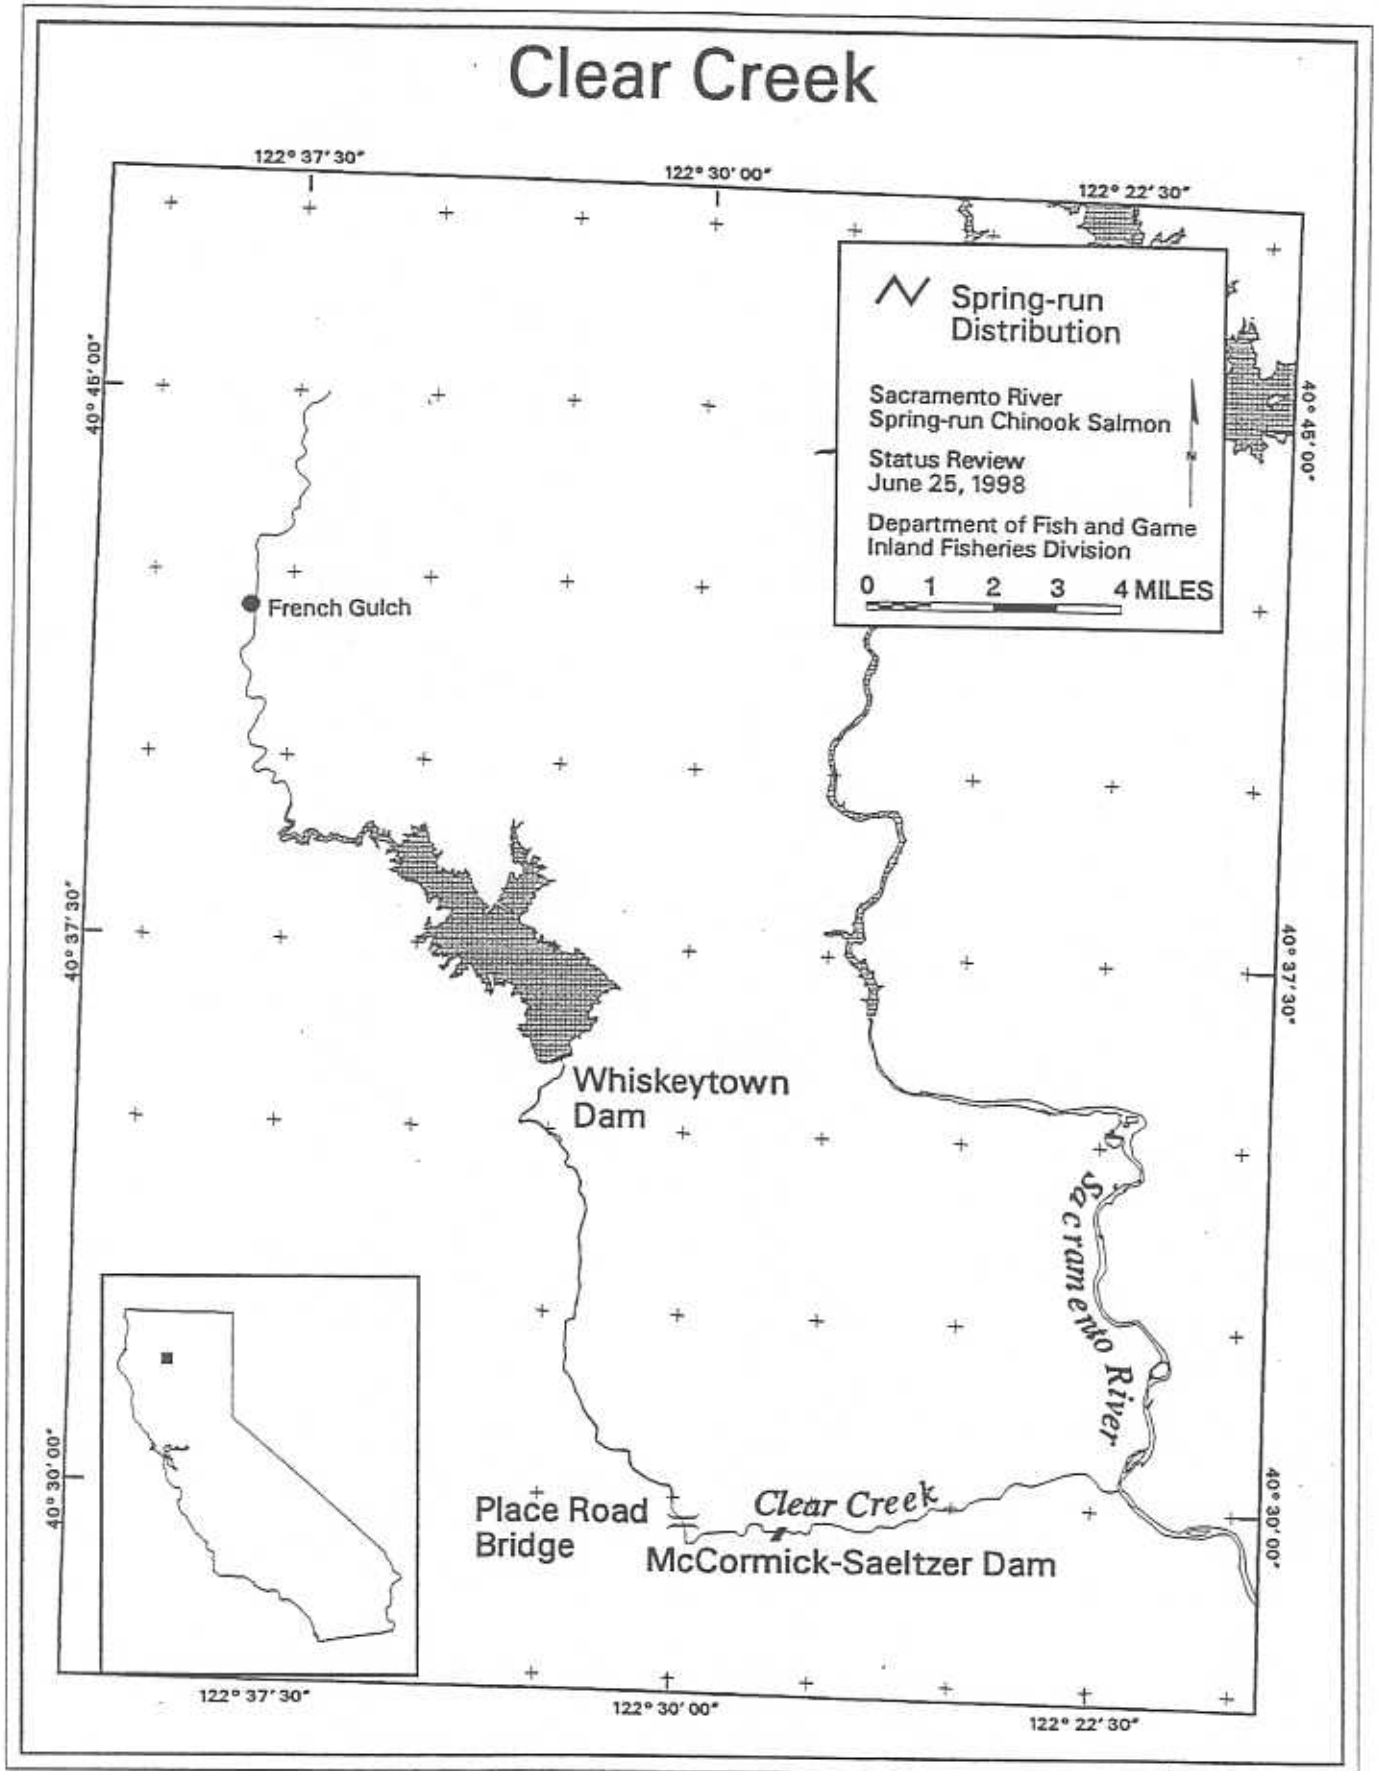 Clear Creek
122° 37' 30"
122° 30' 00"
122° 22' 30"
Spring-run
Distribution
Sacramento River
Spring-run Chinook Salmon
Status Review
June 25, 1998
N
Department of Fish and Game
Inland Fisheries Division
0 1 2 3 4 MILES
40° 45' 00"
40° 45' 00"
French Gulch
40° 37' 30"
40° 37' 30"
Whiskeytown
Dam
Sacramento River
40° 30' 00"
40° 30' 00"
Place Road
Bridge
Clear Creek
McCormick-Saeltzer Dam
122° 37' 30"
122° 30' 00"
122° 22' 30"